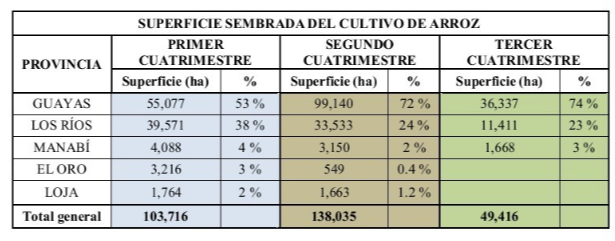 SUPERFICIE SEMBRADA DEL CULTIVO DE ARROZ
PROVINCIA PRIMER CUATRIMESTRE SEGUNDO CUATRIMESTRE TERCER CUATRIMESTRE
Superficie (ha) % Superficie (ha) % Superficie (ha) %
GUAYAS 55,077 53 % 99,140 72 % 36,337 74 %
LOS RÍOS 39,571 38 % 33,533 24 % 11,411 23 %
MANABÍ 4,088 4 % 3,150 2 % 1,668 3 %
EL ORO 3,216 3 % 549 0.4 %
LOJA 1,764 2 % 1,663 1.2 %
Total general 103,716 138,035 49,416